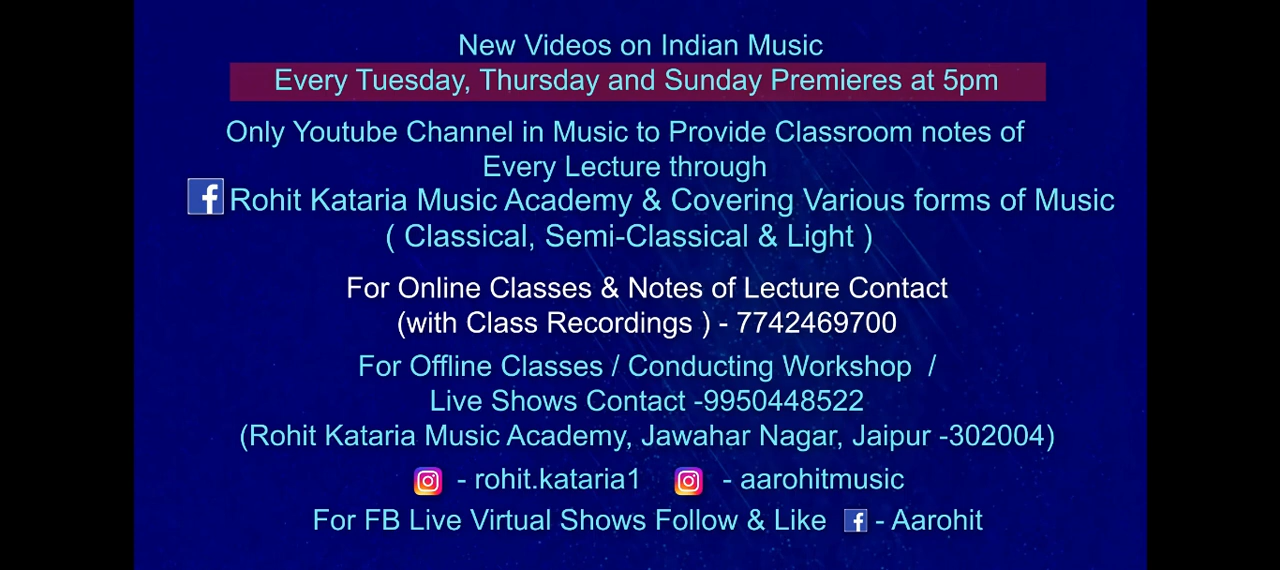 New Videos on Indian Music
Every Tuesday, Thursday and Sunday Premieres at 5pm
Only Youtube Channel in Music to Provide Classroom notes of
Every Lecture through
Rohit Kataria Music Academy & Covering Various forms of Music
( Classical, Semi-Classical & Light )
For Online Classes & Notes of Lecture Contact
(with Class Recordings ) - 7742469700
For Offline Classes / Conducting Workshop /
Live Shows Contact -9950448522
(Rohit Kataria Music Academy, Jawahar Nagar, Jaipur -302004)
- rohit.kataria1 - aarohitmusic
For FB Live Virtual Shows Follow & Like - Aarohit